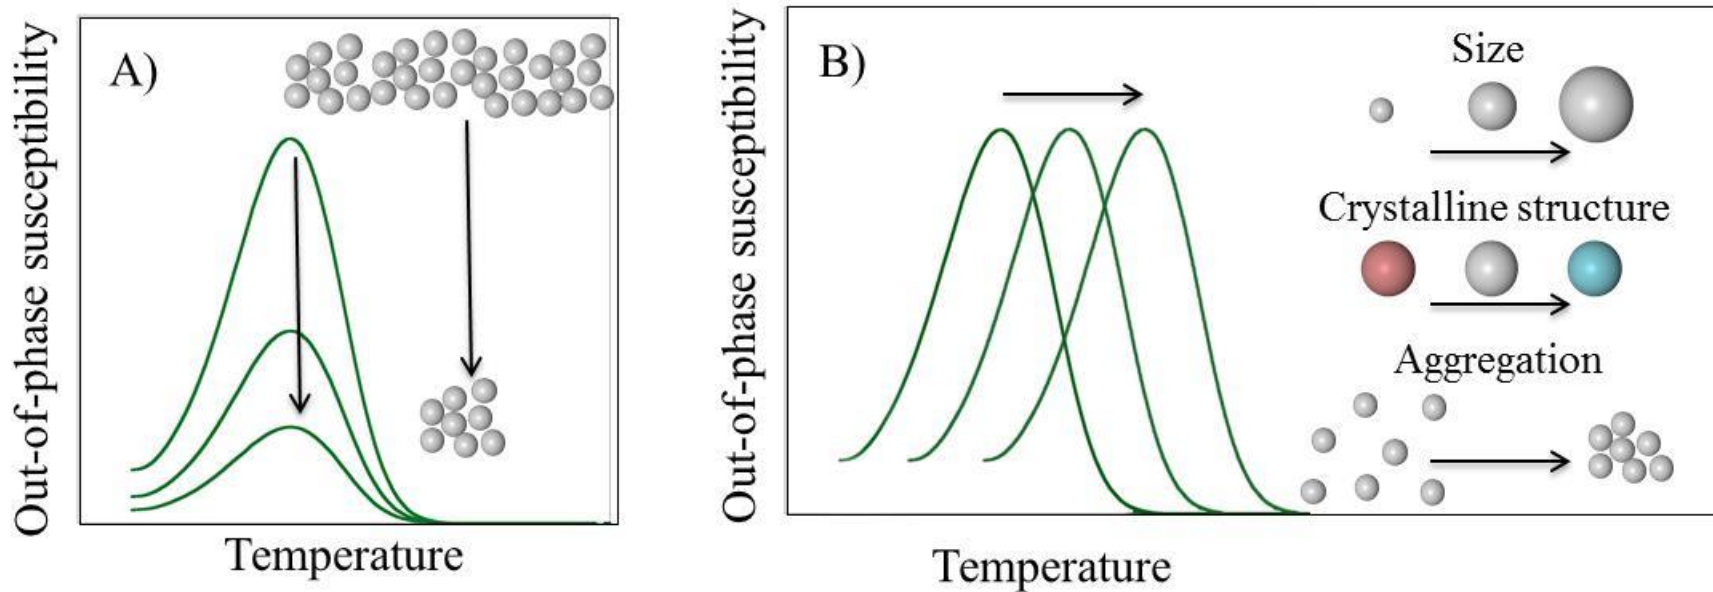 Out-of-phase susceptibility
A)
Temperature
Out-of-phase susceptibility
B)
Size
Crystalline structure
Aggregation
Temperature